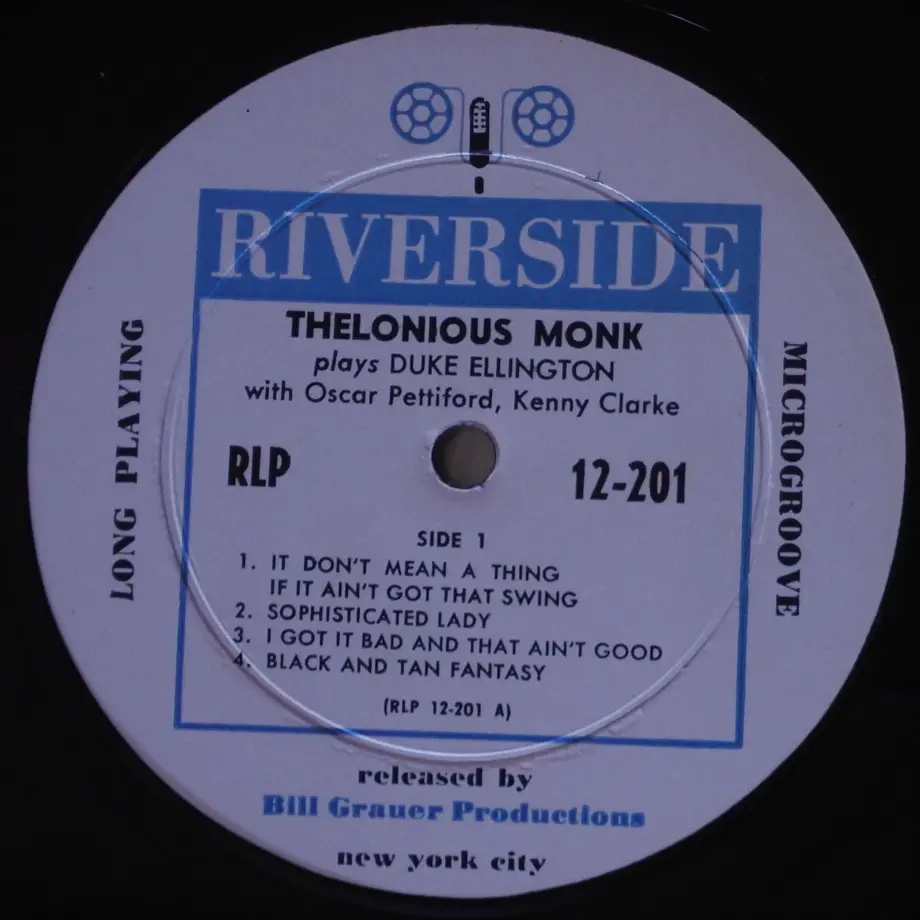 RIVERSIDE
THELONIOUS MONK
plays DUKE ELLINGTON
with Oscar Pettiford, Kenny Clarke
LONG PLAYING
MICROGROOVE
RLP 12-201
SIDE 1
1. IT DON'T MEAN A THING
IF IT AIN'T GOT THAT SWING
2. SOPHISTICATED LADY
3. I GOT IT BAD AND THAT AIN'T GOOD
4. BLACK AND TAN FANTASY
(RLP 12-201 A)
released by
Bill Grauer Productions
new york city